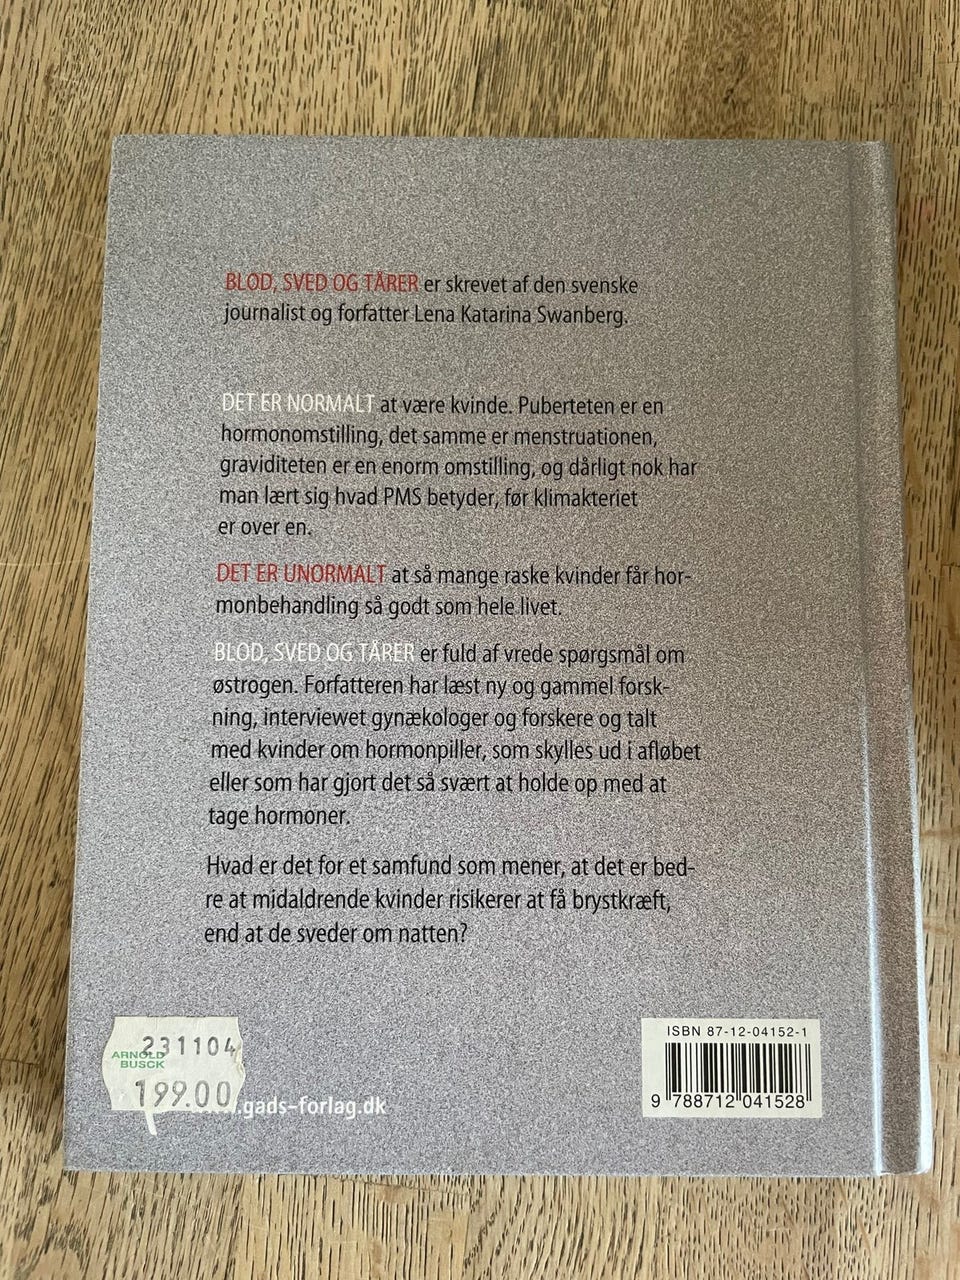 BLOD, SVED OG TÅRER er skrevet af den svenske
journalist og forfatter Lena Katarina Swanberg.
DET ER NORMALT at være kvinde. Puberteten er en
hormonomstilling, det samme er menstruationen,
graviditeten er en enorm omstilling, og dårligt nok har
man lært sig hvad PMS betyder, før klimakteriet
er over en.
DET ER UNORMALT at så mange raske kvinder får hor-
monbehandling så godt som hele livet.
BLOD, SVED OG TÅRER er fuld af vrede spørgsmål om
østrogen. Forfatteren har læst ny og gammel forsk-
ning, interviewet gynækologer og forskere og talt
med kvinder om hormonpiller, som skylles ud i afløbet
eller som har gjort det så svært at holde op med at
tage hormoner.
Hvad er det for et samfund som mener, at det er bed-
re at midaldrende kvinder risikerer at få brystkræft,
end at de sveder om natten?
231104
ARNOLD
BUSCK
199.00
.gads-forlag.dk
ISBN 87-12-04152-1
9 788712 041528